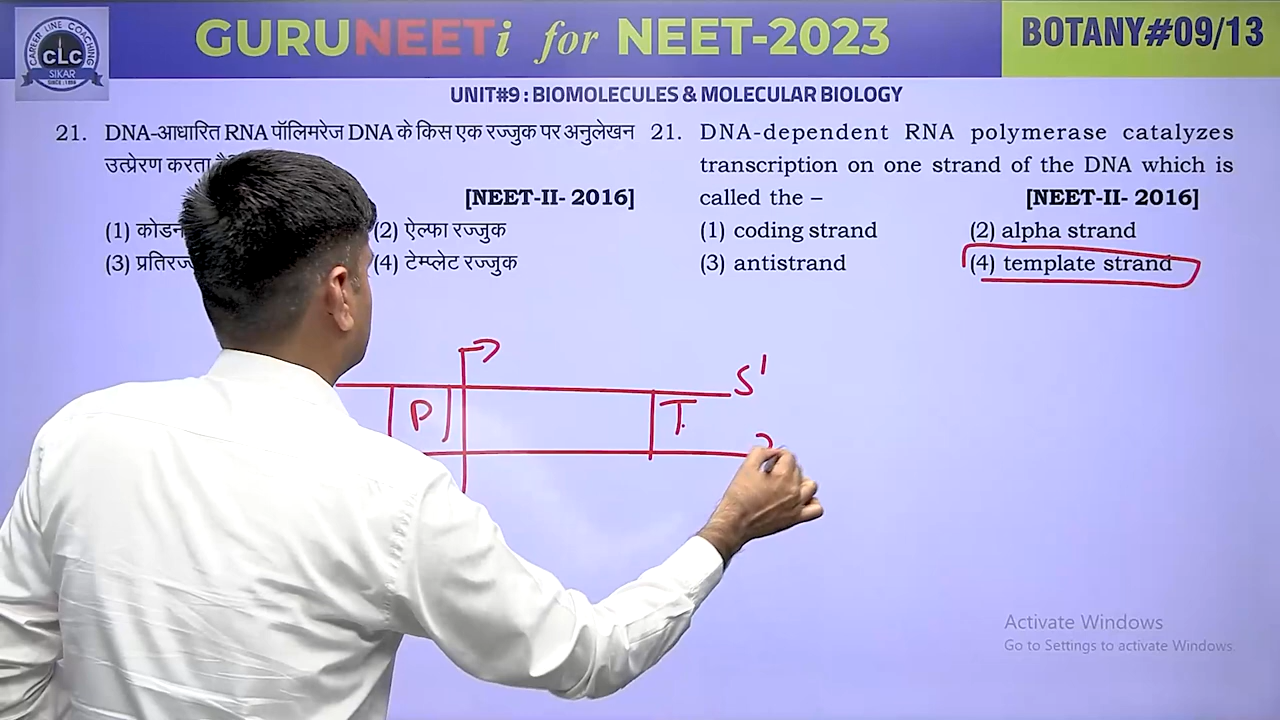 CAREER LINE COACHING
CLC
SIKAR
SINCE : 1996
GURUNEETi for NEET-2023
BOTANY#09/13
UNIT#9 : BIOMOLECULES & MOLECULAR BIOLOGY
21. DNA-आधारित RNA पॉलिमरेज DNA के किस एक रज्जुक पर अनुलेखन
उत्प्रेरण करता है
[NEET-II- 2016]
(1) कोडन
(2) ऐल्फा रज्जुक
(3) प्रतिरज्जु
(4) टेम्प्लेट रज्जुक
21. DNA-dependent RNA polymerase catalyzes
transcription on one strand of the DNA which is
called the –
[NEET-II- 2016]
(1) coding strand
(2) alpha strand
(3) antistrand
(4) template strand
P
T.
5'
Activate Windows
Go to Settings to activate Windows.